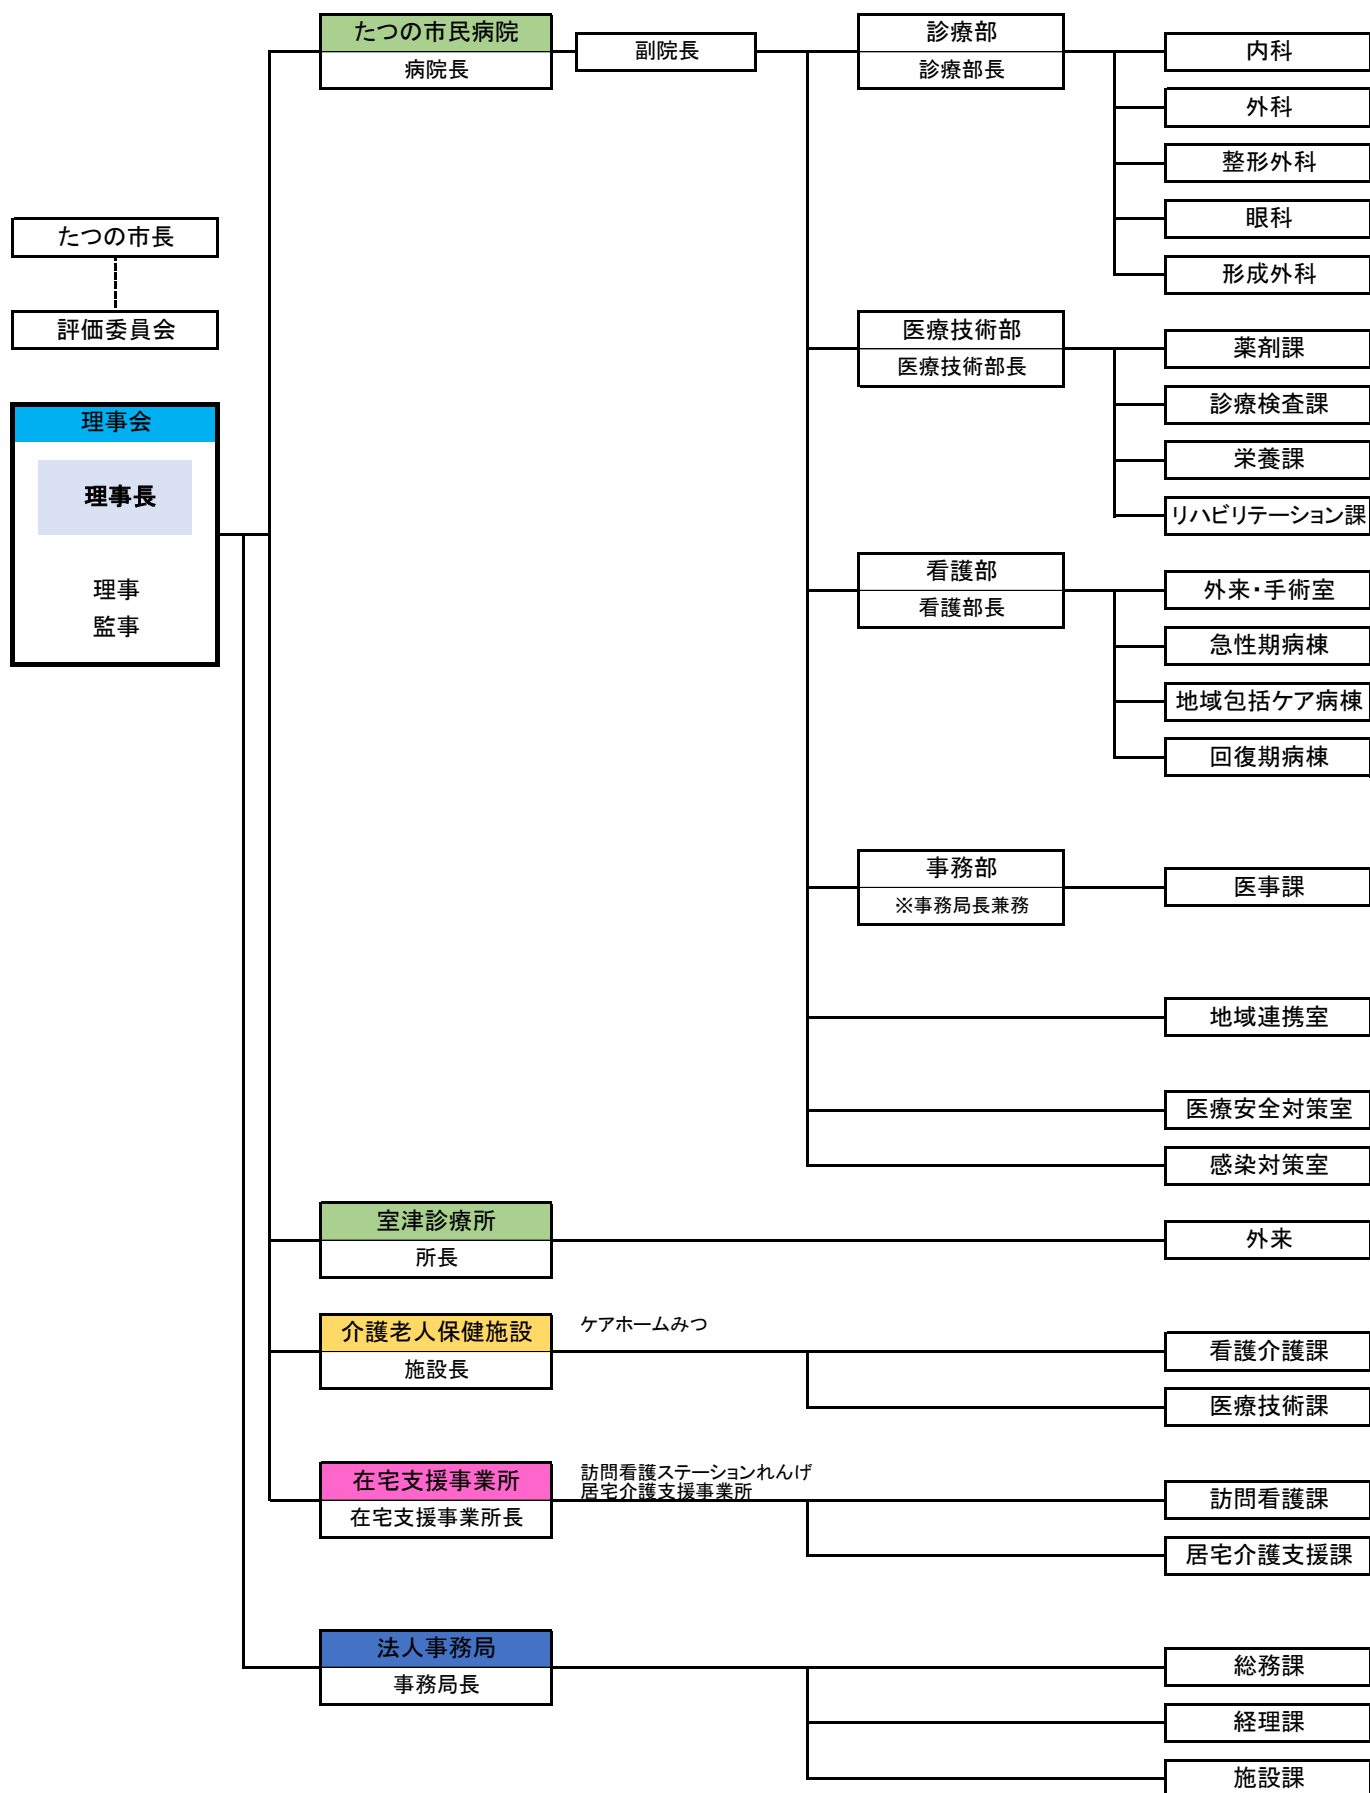 たつの市長
評価委員会
理事会
理事長
理事
監事
たつの市民病院
病院長
副院長
診療部
診療部長
内科
外科
整形外科
眼科
形成外科
医療技術部
医療技術部長
薬剤課
診療検査課
栄養課
リハビリテーション課
看護部
看護部長
外来・手術室
急性期病棟
地域包括ケア病棟
回復期病棟
事務部
※事務局長兼務
医事課
地域連携室
医療安全対策室
感染対策室
室津診療所
所長
外来
介護老人保健施設
施設長
ケアホームみつ
看護介護課
医療技術課
在宅支援事業所
在宅支援事業所長
訪問看護ステーションれんげ
居宅介護支援事業所
訪問看護課
居宅介護支援課
法人事務局
事務局長
総務課
経理課
施設課